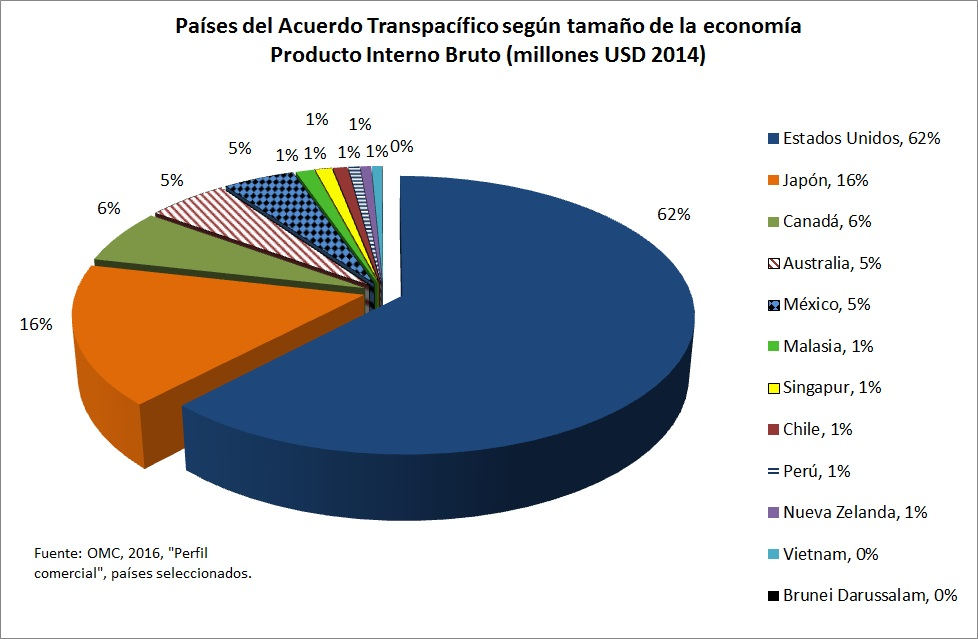 Países del Acuerdo Transpacífico según tamaño de la economía
Producto Interno Bruto (millones USD 2014)
1%
1%
5%
1%
1%
1%
1%
0%
5%
6%
62%
16%
Estados Unidos, 62%
Japón, 16%
Canadá, 6%
Australia, 5%
México, 5%
Malasia, 1%
Singapur, 1%
Chile, 1%
Perú, 1%
Nueva Zelanda, 1%
Vietnam, 0%
Brunei Darussalam, 0%
Fuente: OMC, 2016, "Perfil
comercial", países seleccionados.